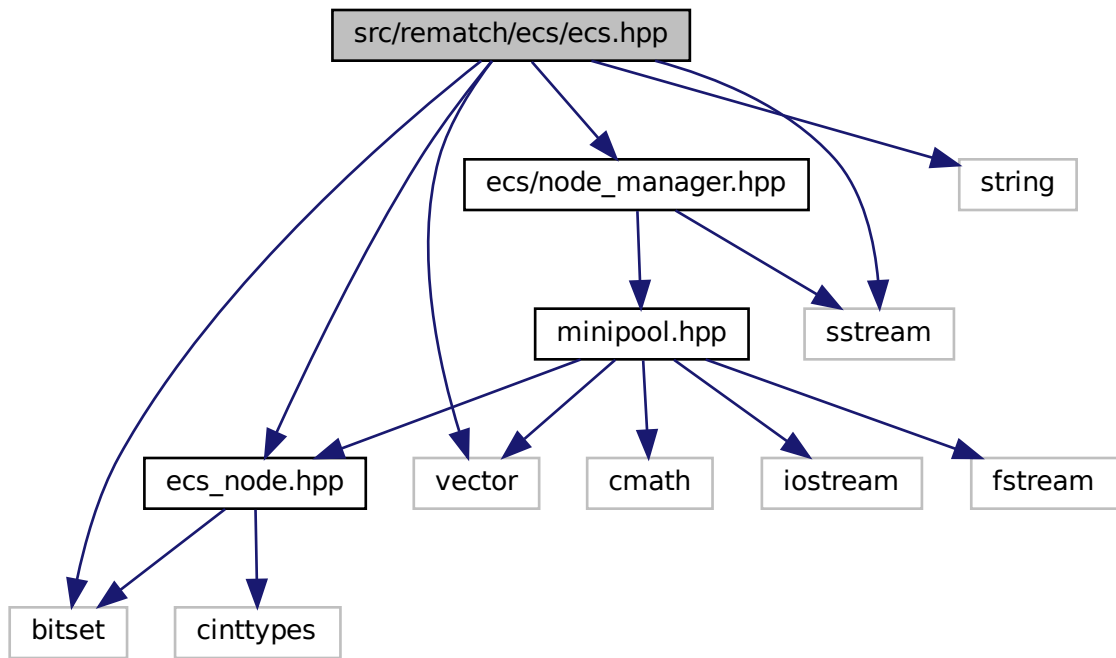 src/rematch/ecs/ecs.hpp
ecs/node_manager.hpp
string
minipool.hpp
sstream
ecs_node.hpp
vector
cmath
iostream
fstream
bitset
cinttypes